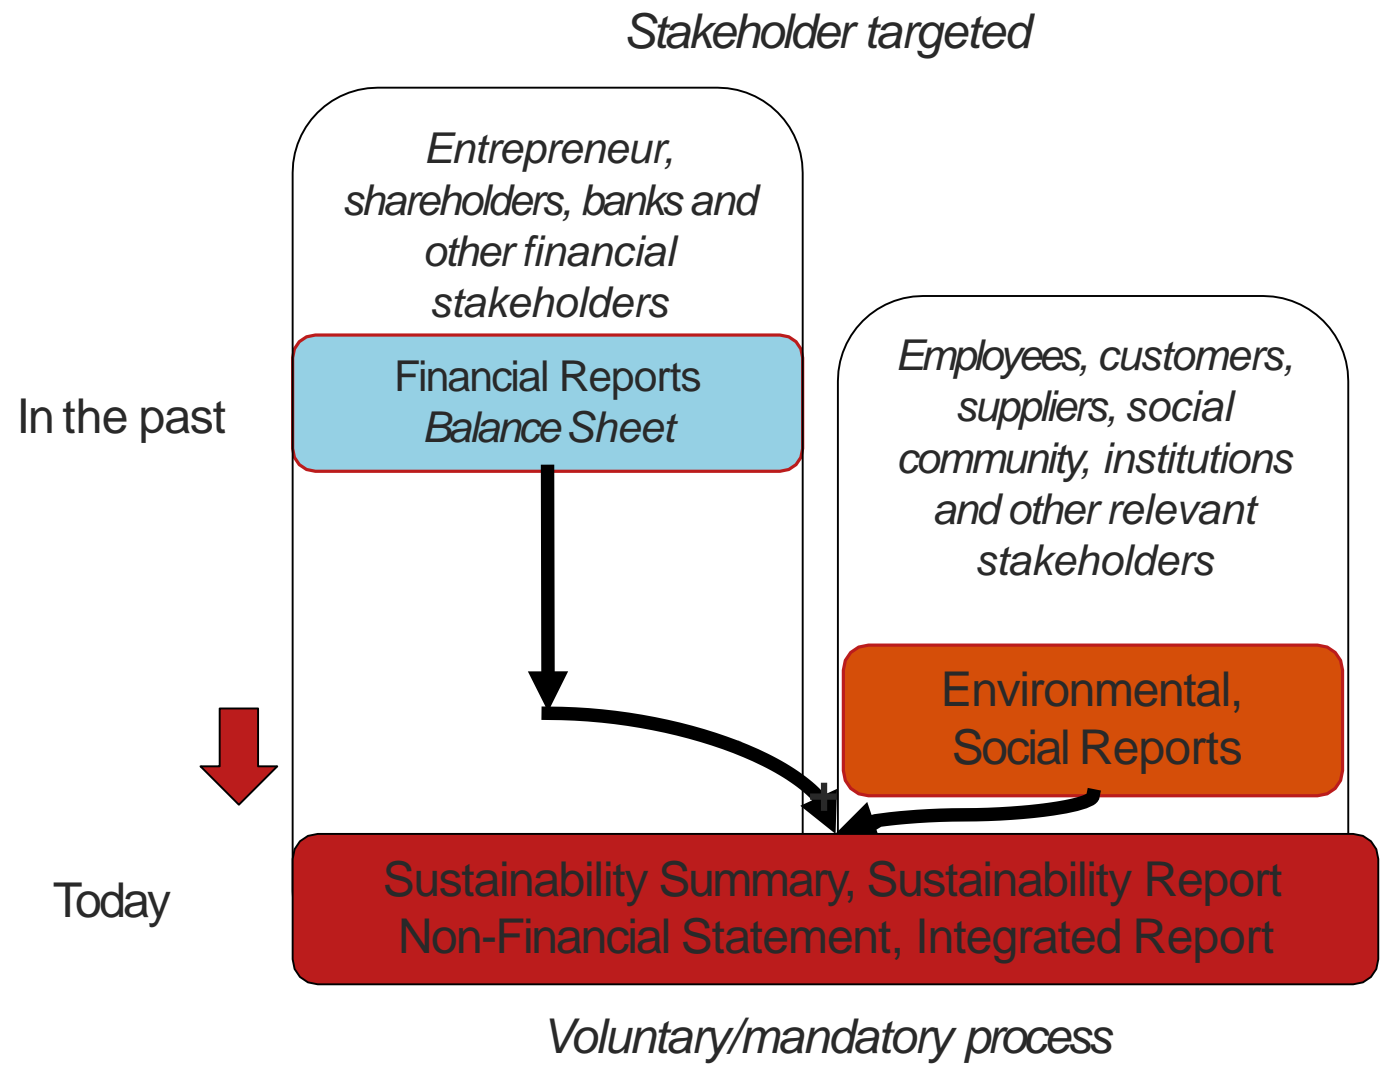 Stakeholder targeted
Entrepreneur,
shareholders, banks and
other financial
stakeholders
Financial Reports
Balance Sheet
In the past
Employees, customers,
suppliers, social
community, institutions
and other relevant
stakeholders
Environmental,
Social Reports
+
Today
Sustainability Summary, Sustainability Report
Non-Financial Statement, Integrated Report
Voluntary/mandatory process